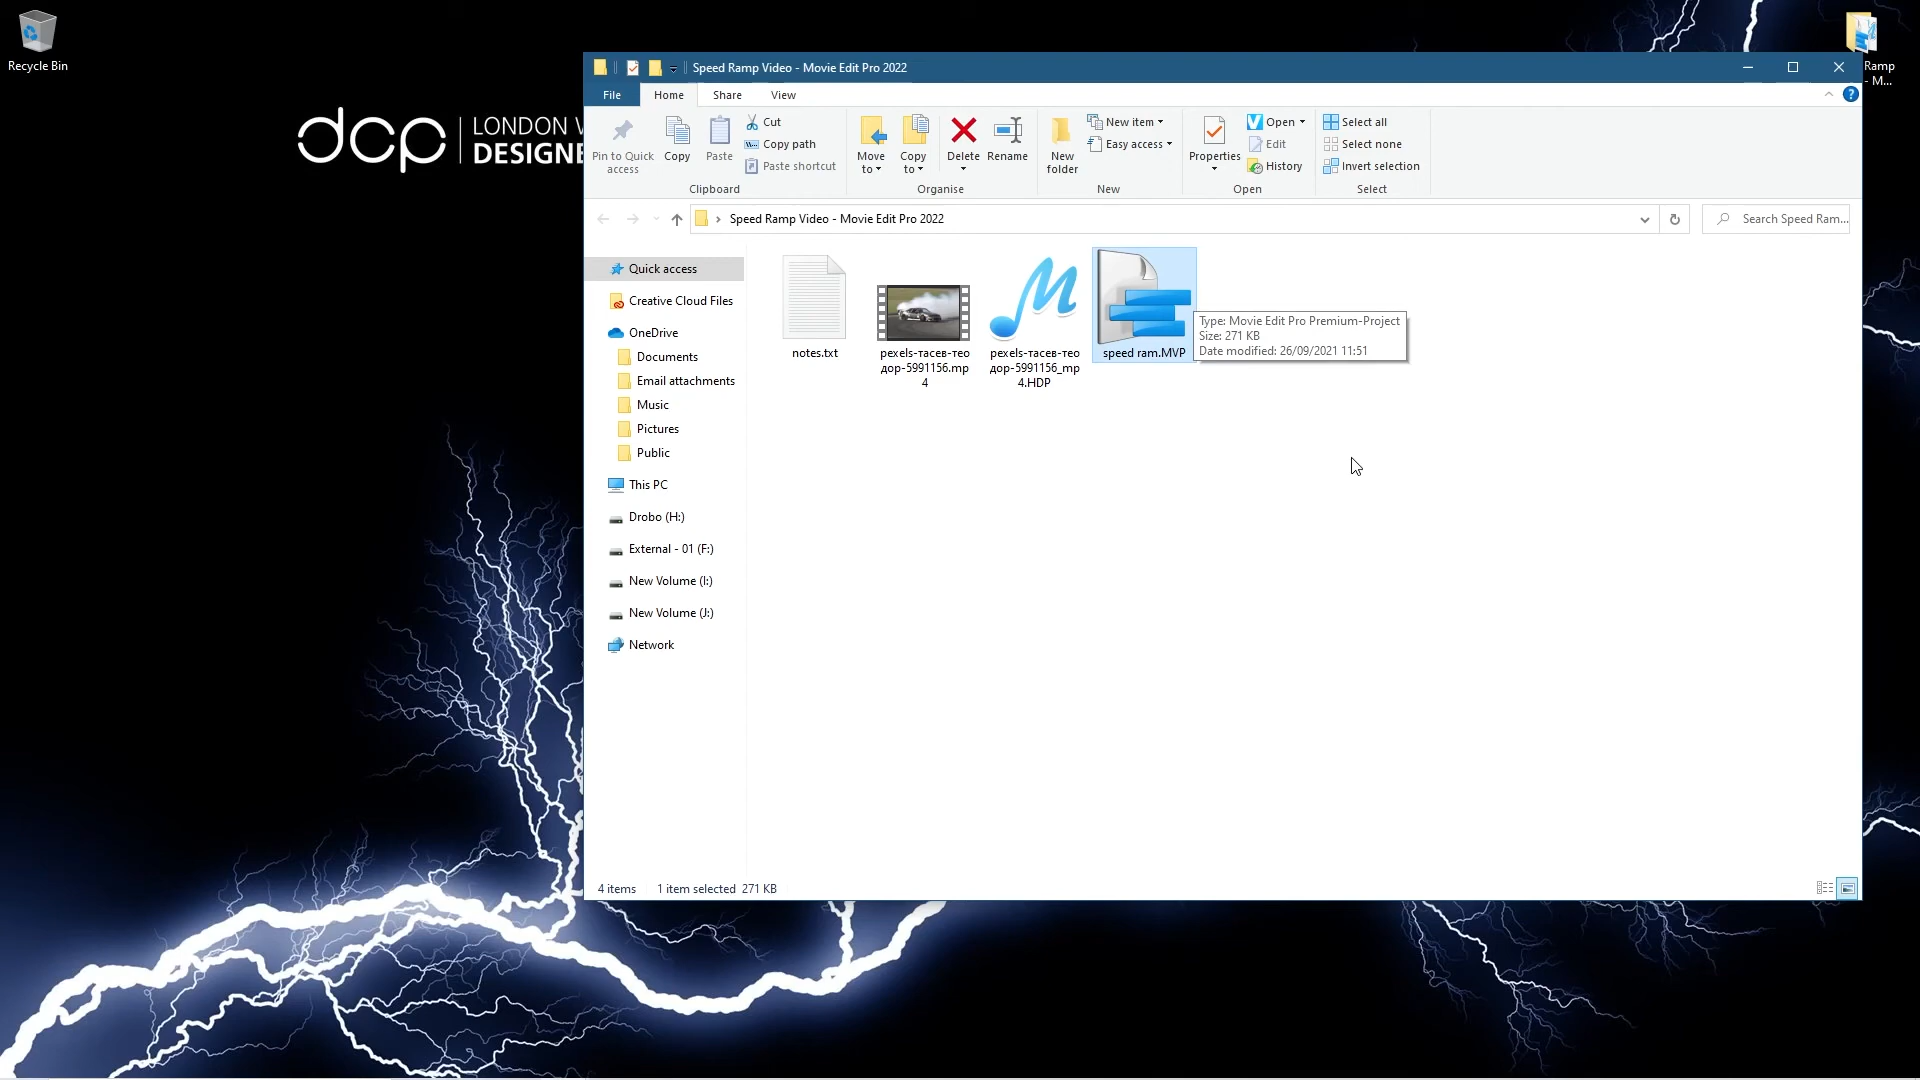 Recycle Bin
Ramp
- M...
dcp
LONDON
DESIGNE
Speed Ramp Video - Movie Edit Pro 2022
File
Home
Share
View
Pin to Quick
access
Copy
Paste
Cut
Copy path
Paste shortcut
Clipboard
Move
to
Copy
to
Delete
Rename
Organise
New
folder
New item
Easy access
New
Properties
Open
Edit
History
Open
Select all
Select none
Invert selection
Select
Speed Ramp Video - Movie Edit Pro 2022
Search Speed Ram...
Quick access
Creative Cloud Files
OneDrive
Documents
Email attachments
Music
Pictures
Public
This PC
Drobo (H:)
External - 01 (F:)
New Volume (I:)
New Volume (J:)
Network
notes.txt
pexels-тасев-тео
дор-5991156.mp
4
pexels-тасев-тео
дор-5991156_mp
4.HDP
speed ram.MVP
Type: Movie Edit Pro Premium-Project
Size: 271 KB
Date modified: 26/09/2021 11:51
4 items
1 item selected 271 KB